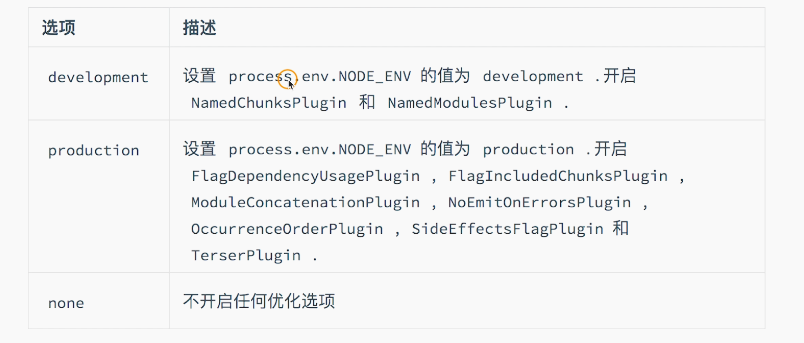 选项 描述
development 设置 process.env.NODE_ENV 的值为 development .开启
NamedChunksPlugin 和 NamedModulesPlugin .
production 设置 process.env.NODE_ENV 的值为 production .开启
FlagDependencyUsagePlugin , FlagIncludedChunksPlugin ,
ModuleConcatenationPlugin , NoEmitOnErrorsPlugin ,
OccurrenceOrderPlugin , SideEffectsFlagPlugin 和
TerserPlugin .
none 不开启任何优化选项